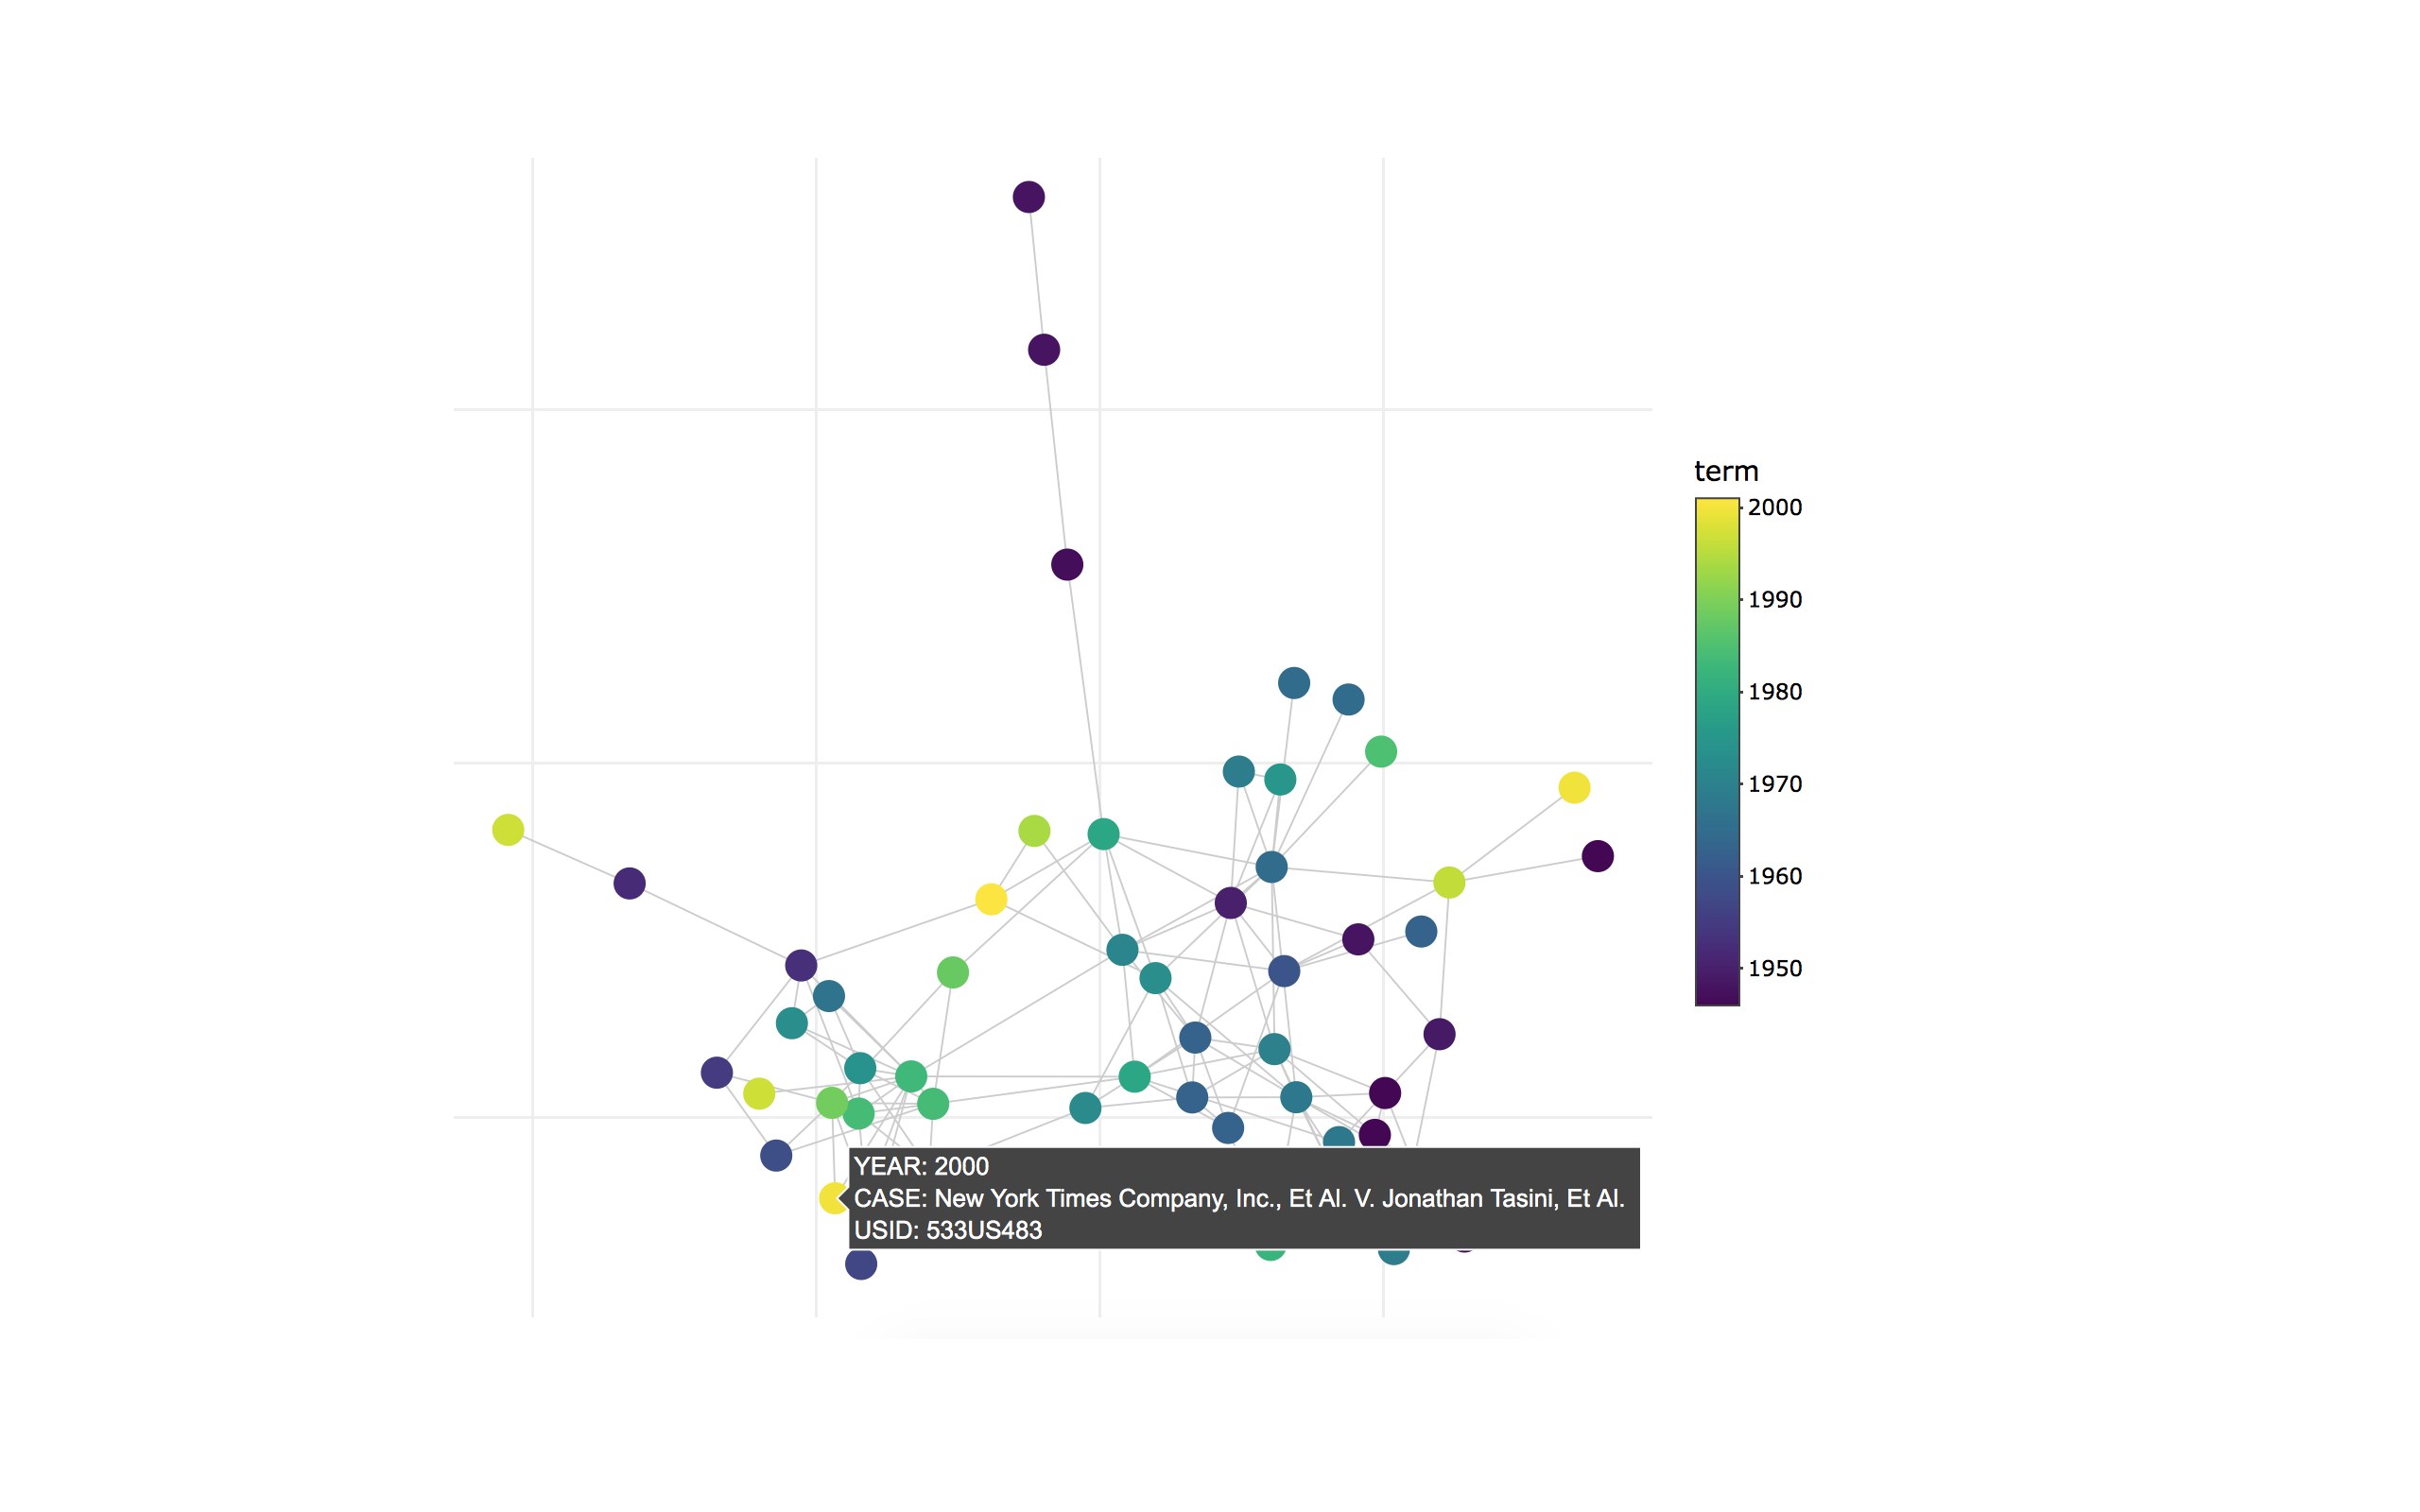 term
2000
1990
1980
1970
1960
1950
YEAR: 2000
CASE: New York Times Company, Inc., Et Al. V. Jonathan Tasini, Et Al.
USID: 533US483